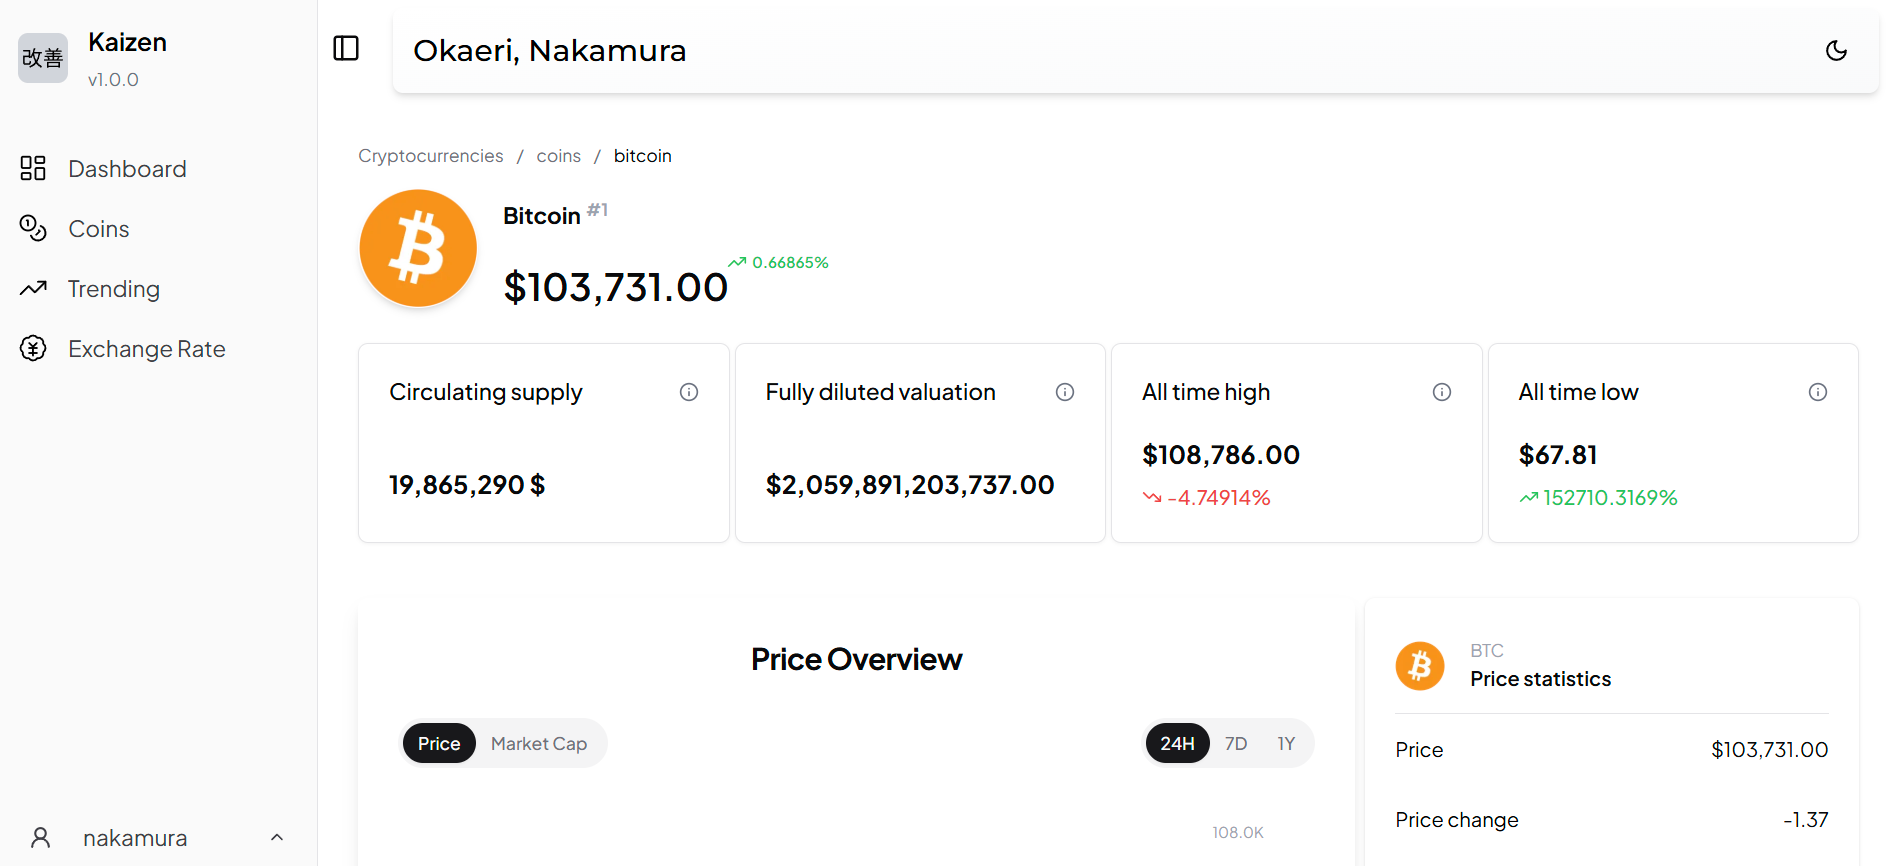 改善
Kaizen
v1.0.0
Dashboard
Coins
Trending
Exchange Rate
nakamura
Okaeri, Nakamura
Cryptocurrencies / coins / bitcoin
Bitcoin #1
$103,731.00 0.66865%
Circulating supply
19,865,290 $
Fully diluted valuation
$2,059,891,203,737.00
All time high
$108,786.00
-4.74914%
All time low
$67.81
152710.3169%
Price Overview
Price Market Cap
24H 7D 1Y
108.0K
BTC
Price statistics
Price $103,731.00
Price change -1.37